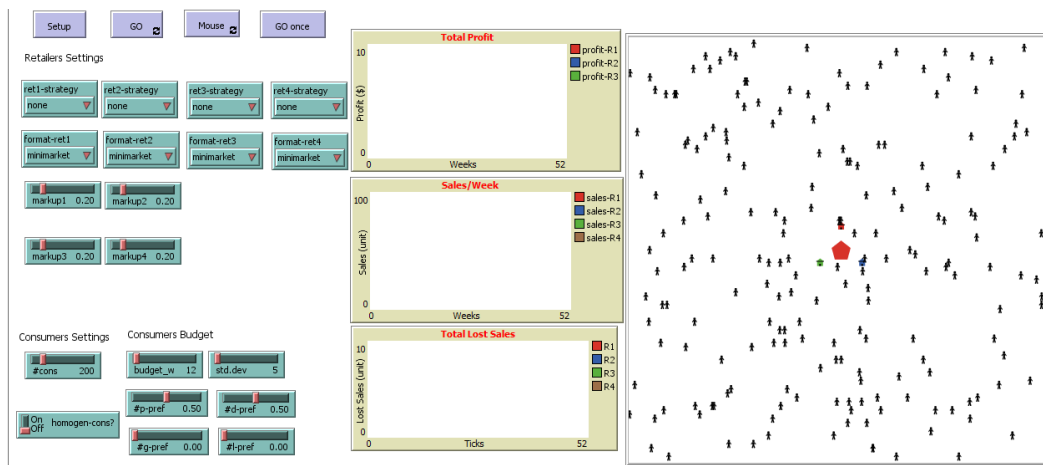 Setup
GO
Mouse
GO once
Retailers Settings
ret1-strategy
none
ret2-strategy
none
ret3-strategy
none
ret4-strategy
none
format-ret1
minimarket
format-ret2
minimarket
format-ret3
minimarket
format-ret4
minimarket
markup1 0.20
markup2 0.20
markup3 0.20
markup4 0.20
Consumers Settings
Consumers Budget
#cons 200
budget_w 12
std.dev 5
#p-pref 0.50
#d-pref 0.50
On
Off
homogen-cons?
#g-pref 0.00
#l-pref 0.00
Total Profit
10
Profit ($)
0
0 Weeks 52
profit-R1
profit-R2
profit-R3
Sales/Week
100
Sales (unit)
0
0 Weeks 52
sales-R1
sales-R2
sales-R3
sales-R4
Total Lost Sales
10
Lost Sales (unit)
0
0 Ticks 52
R1
R2
R3
R4